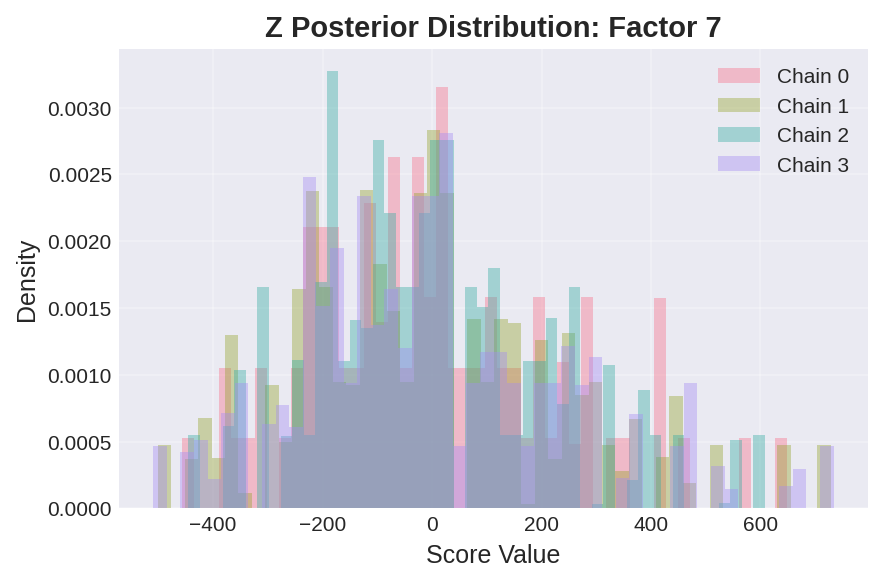 Z Posterior Distribution: Factor 7
Chain 0
Chain 1
Chain 2
Chain 3
Density
0.0030
0.0025
0.0020
0.0015
0.0010
0.0005
0.0000
−400 −200 0 200 400 600
Score Value